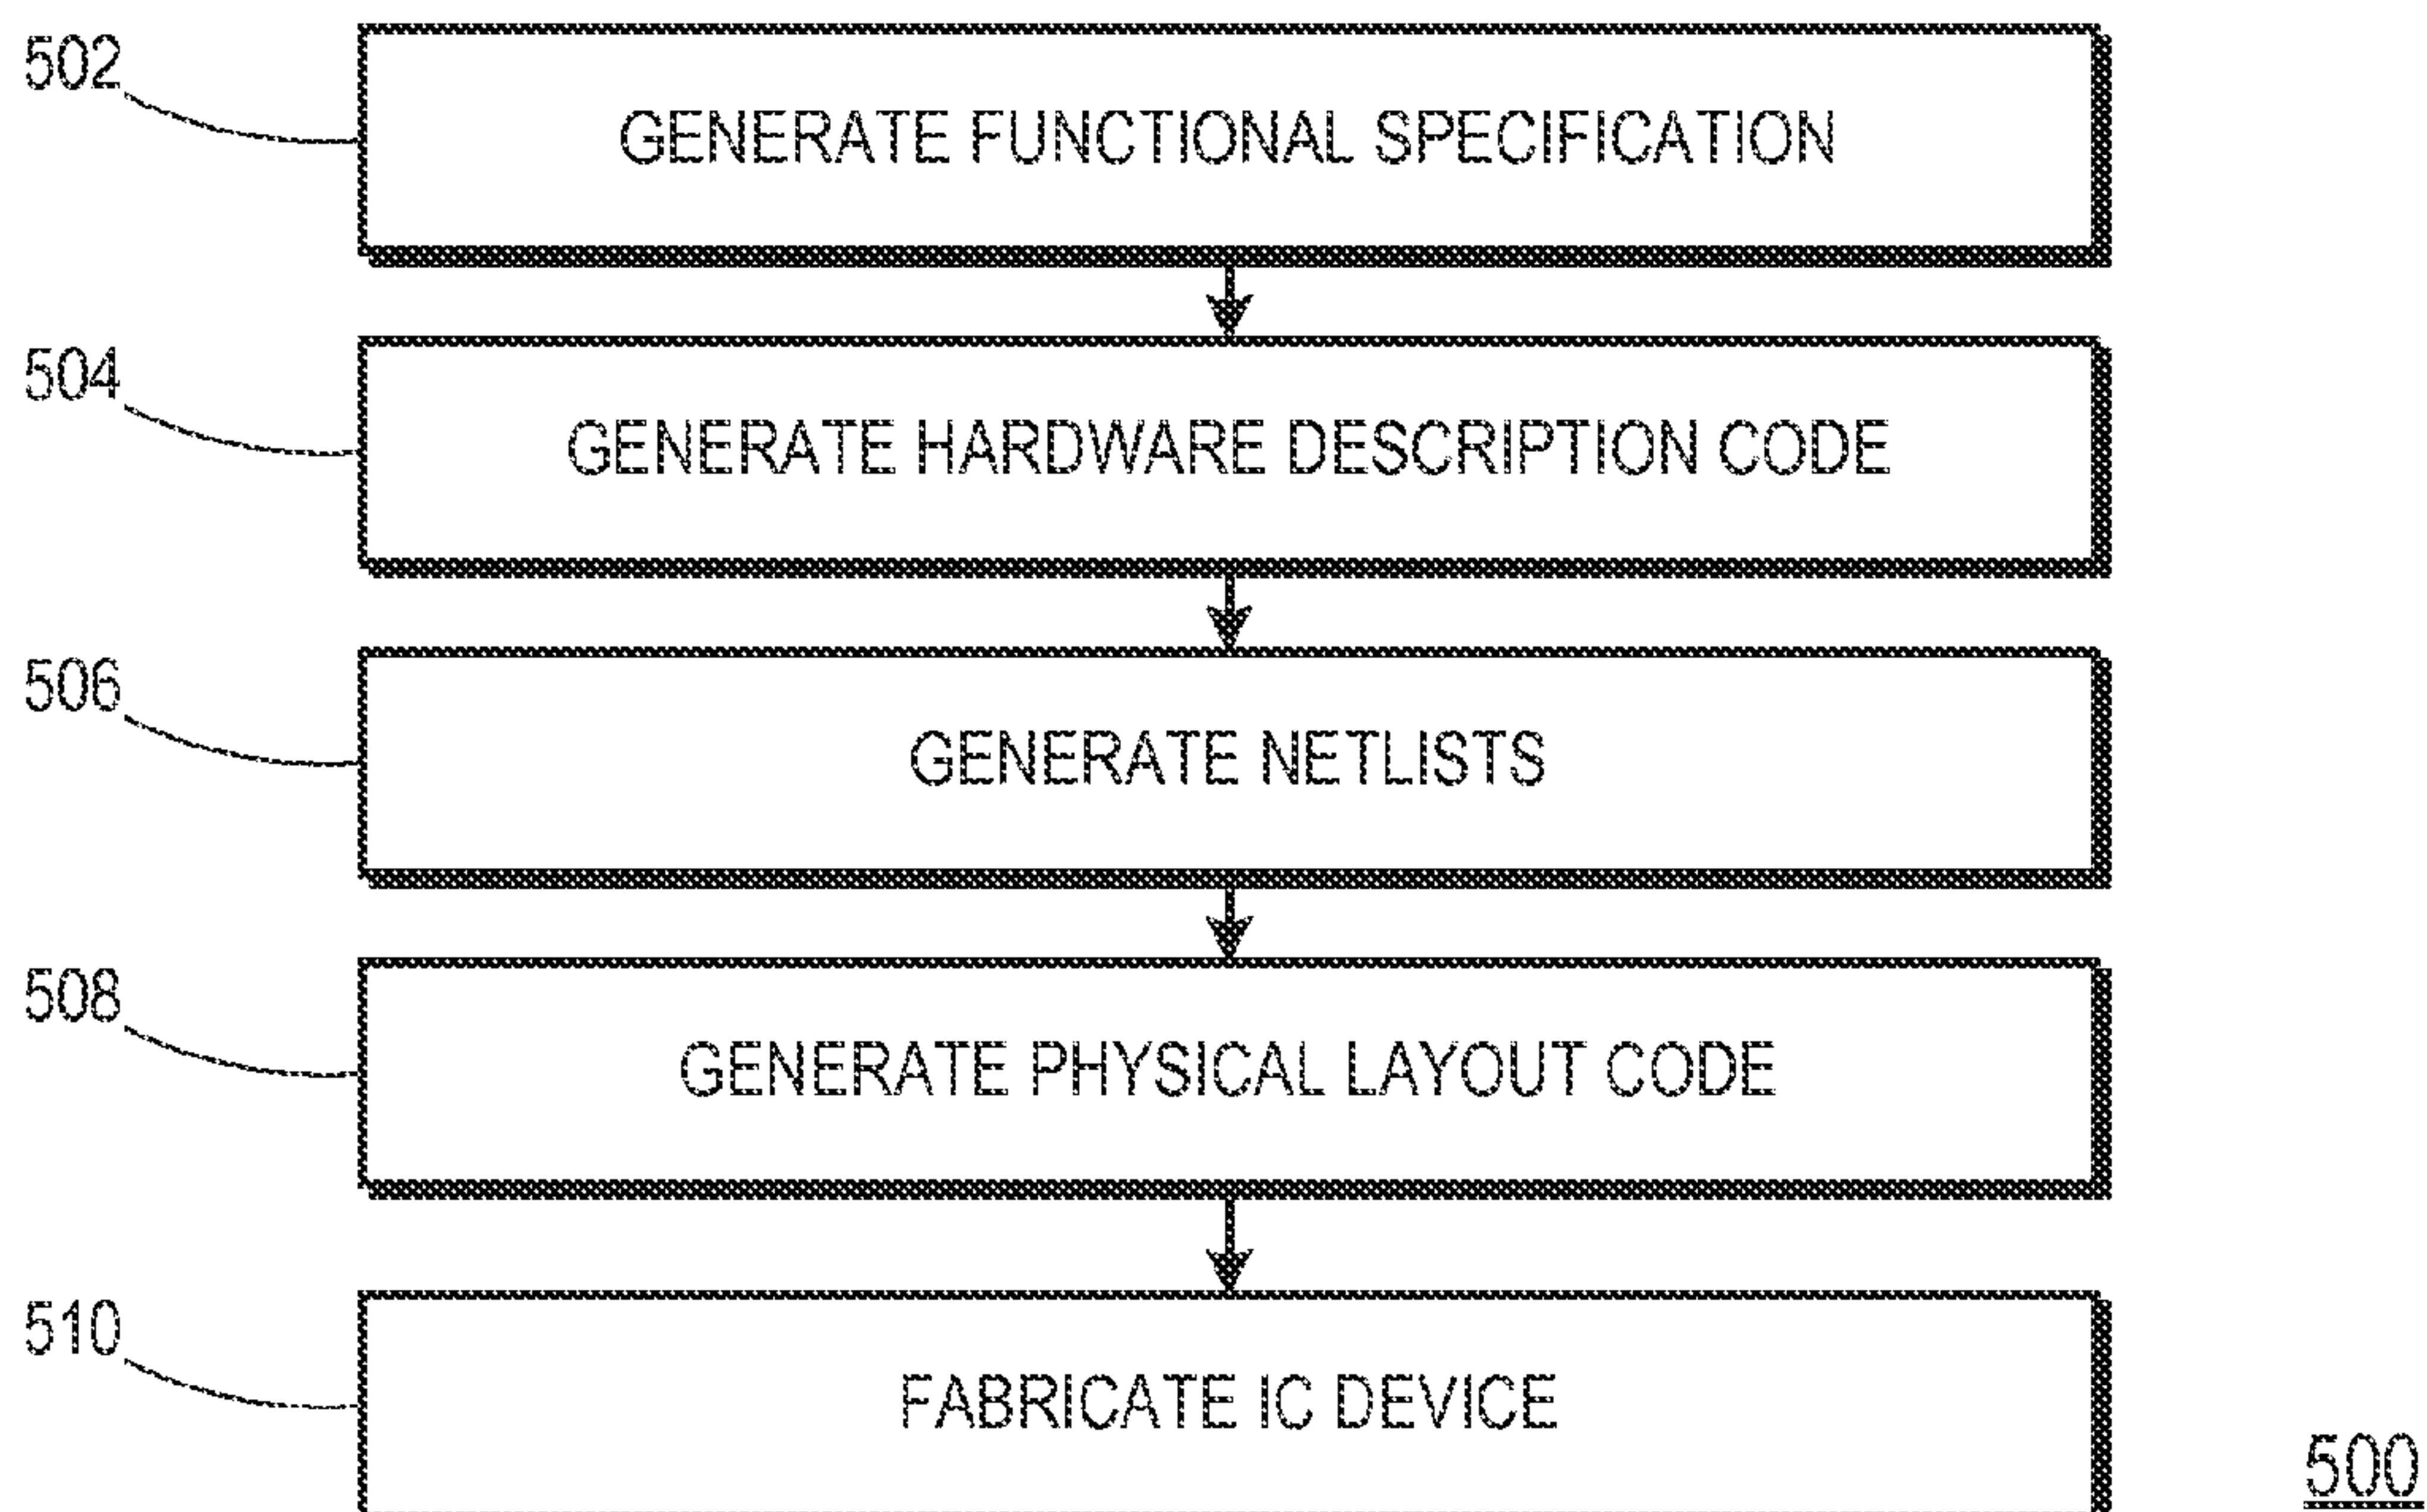 502
GENERATE FUNCTIONAL SPECIFICATION
504
GENERATE HARDWARE DESCRIPTION CODE
506
GENERATE NETLISTS
508
GENERATE PHYSICAL LAYOUT CODE
510
FABRICATE IC DEVICE
500